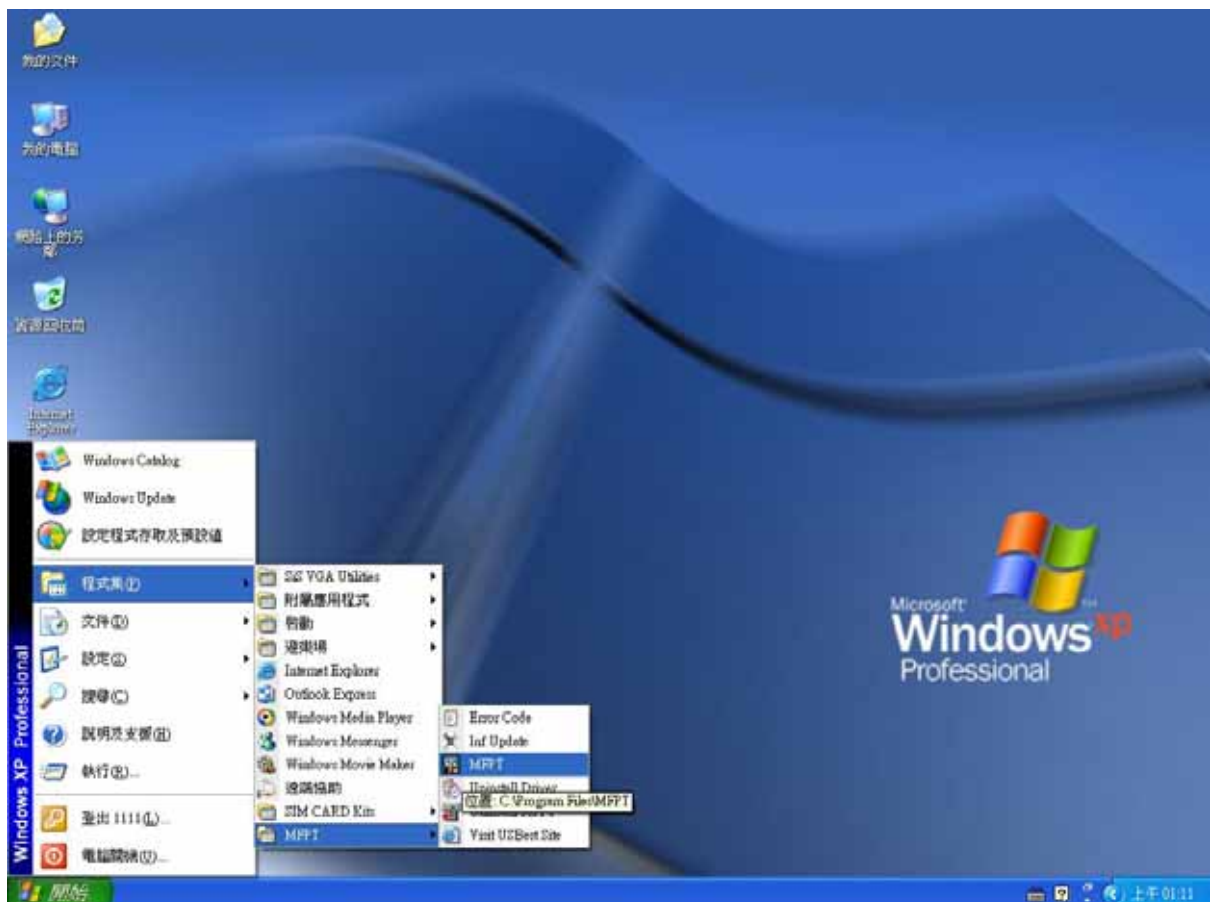 我的文件
我的電腦
網路上的芳鄰
資源回收筒
Internet
Explorer
Windows Catalog
Windows Update
設定程式存取及預設值
程式集(P)
文件(D)
設定(S)
搜尋(C)
說明及支援(H)
執行(R)...
登出 1111(L)...
電腦關機(U)...
Windows XP Professional
SiS VGA Utilities
附屬應用程式
啟動
遊樂場
Internet Explorer
Outlook Express
Windows Media Player
Windows Messenger
Windows Movie Maker
遠端協助
SIM CARD Kits
MFPT
Error Code
Inf Update
MFPT
Uninstall Driver
位置: C:\Program Files\MFPT
Visit USBest Site
Microsoft
Windows xp
Professional
開始
上午 01:11